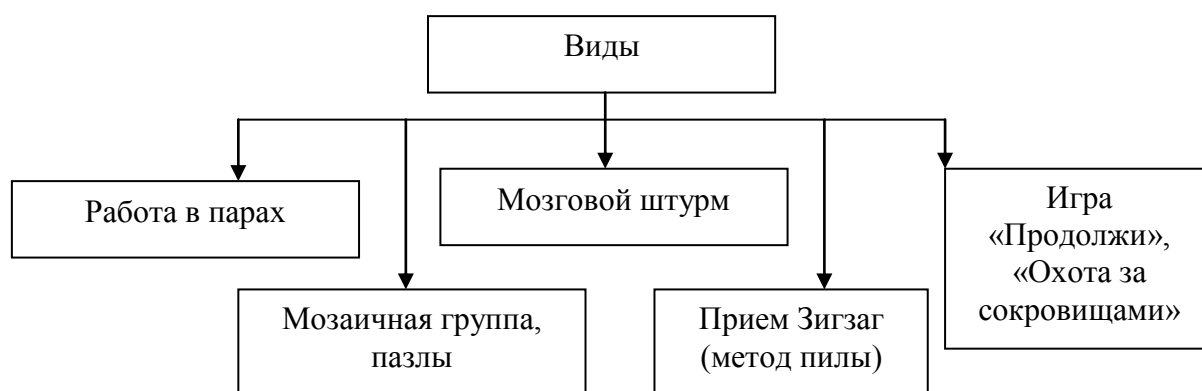 Виды
Работа в парах
Мозаичная группа,
пазлы
Мозговой штурм
Прием Зигзаг
(метод пилы)
Игра
«Продолжи»,
«Охота за
сокровищами»